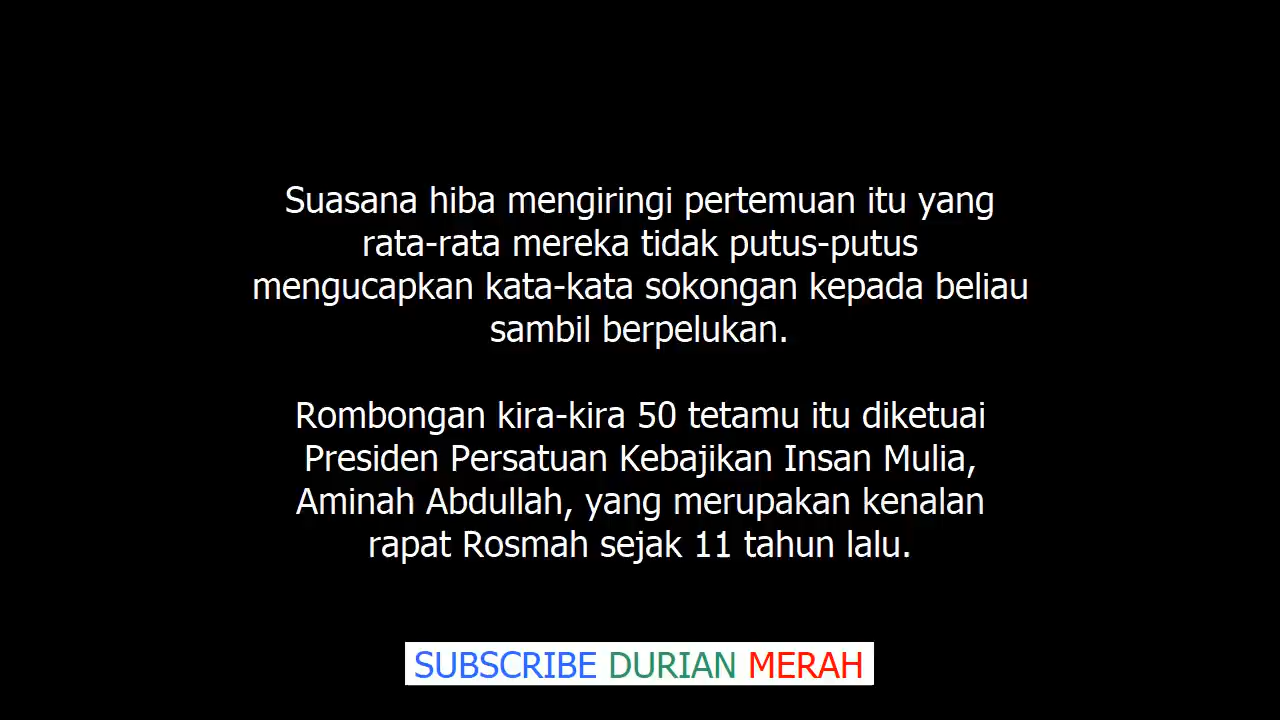 Suasana hiba mengiringi pertemuan itu yang
rata-rata mereka tidak putus-putus
mengucapkan kata-kata sokongan kepada beliau
sambil berpelukan.
Rombongan kira-kira 50 tetamu itu diketuai
Presiden Persatuan Kebajikan Insan Mulia,
Aminah Abdullah, yang merupakan kenalan
rapat Rosmah sejak 11 tahun lalu.
SUBSCRIBE DURIAN MERAH